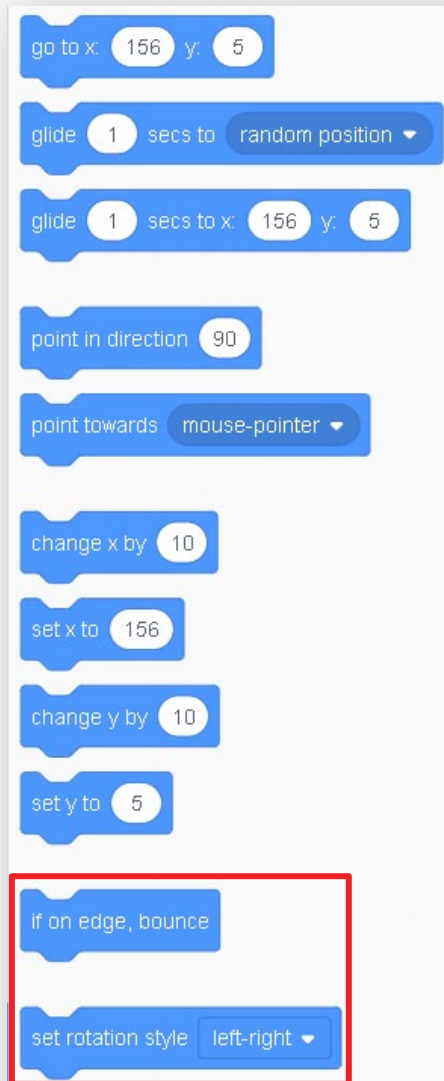 go to x: 156 y: 5
glide 1 secs to random position
glide 1 secs to x: 156 y: 5
point in direction 90
point towards mouse-pointer
change x by 10
set x to 156
change y by 10
set y to 5
if on edge, bounce
set rotation style left-right